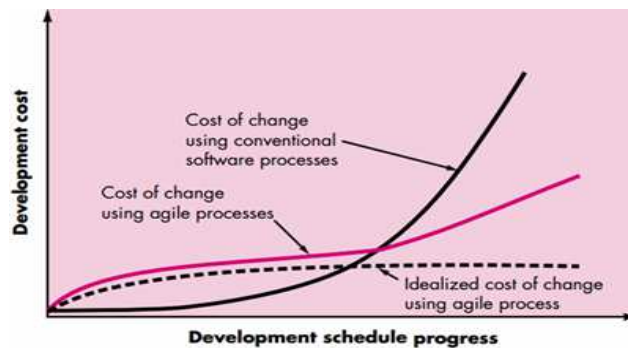 Development cost
Cost of change
using conventional
software processes
Cost of change
using agile processes
Idealized cost of change
using agile process
Development schedule progress